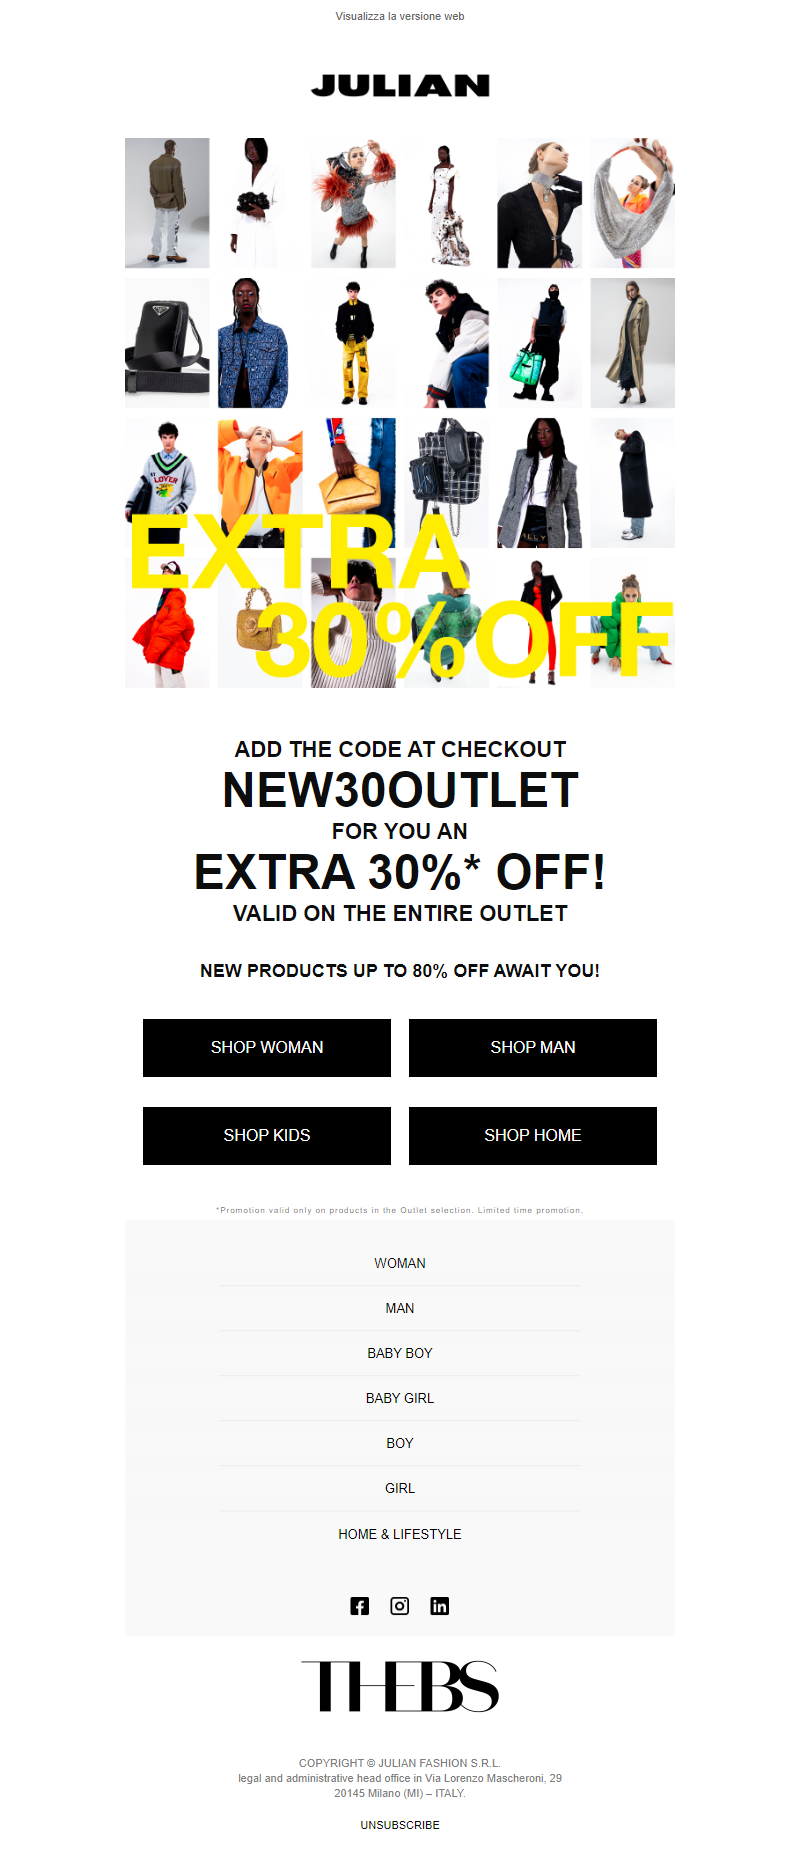 Visualizza la versione web
JULIAN
EXTRA
30%OFF
ADD THE CODE AT CHECKOUT
NEW30OUTLET
FOR YOU AN
EXTRA 30%* OFF!
VALID ON THE ENTIRE OUTLET
NEW PRODUCTS UP TO 80% OFF AWAIT YOU!
SHOP WOMAN
SHOP MAN
SHOP KIDS
SHOP HOME
*Promotion valid only on products in the Outlet selection. Limited time promotion.
WOMAN
MAN
BABY BOY
BABY GIRL
BOY
GIRL
HOME & LIFESTYLE
THEBS
COPYRIGHT © JULIAN FASHION S.R.L.
legal and administrative head office in Via Lorenzo Mascheroni, 29
20145 Milano (MI) – ITALY.
UNSUBSCRIBE